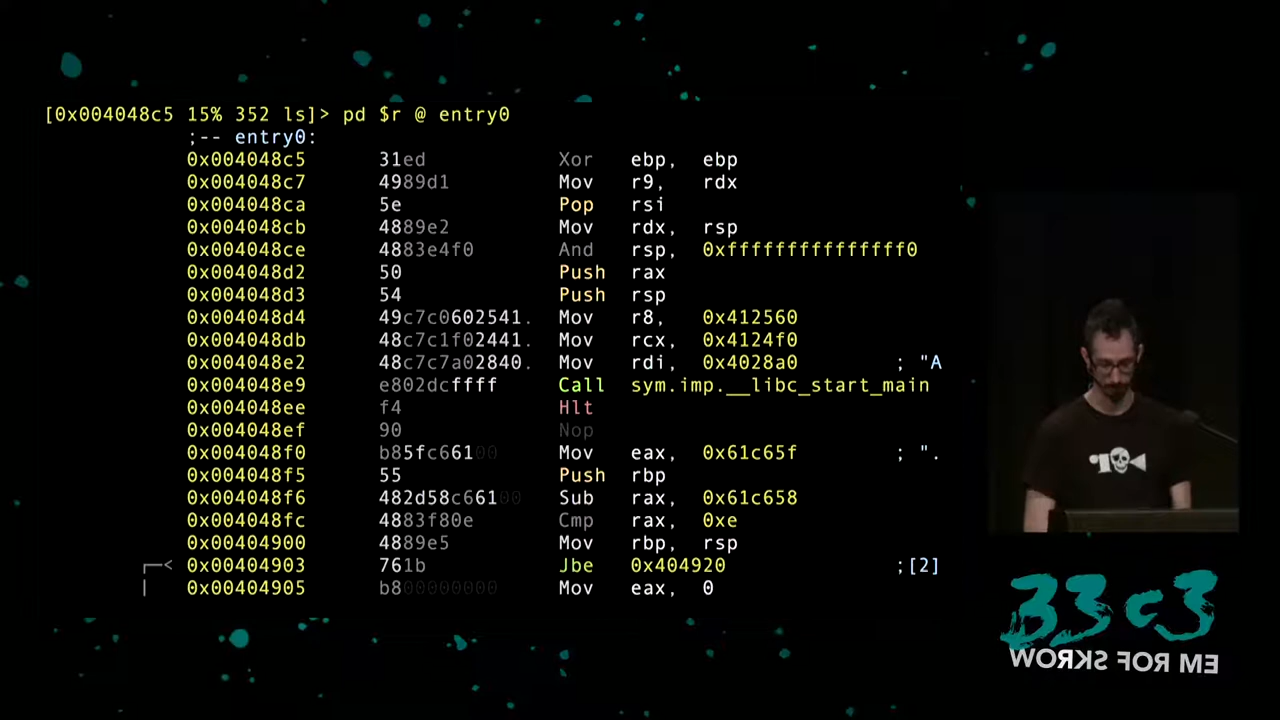 [0x004048c5 15% 352 ls]> pd $r @ entry0
;-- entry0:
0x004048c5 31ed Xor ebp, ebp
0x004048c7 4989d1 Mov r9, rdx
0x004048ca 5e Pop rsi
0x004048cb 4889e2 Mov rdx, rsp
0x004048ce 4883e4f0 And rsp, 0xfffffffffffffff0
0x004048d2 50 Push rax
0x004048d3 54 Push rsp
0x004048d4 49c7c0602541. Mov r8, 0x412560
0x004048db 48c7c1f02441. Mov rcx, 0x4124f0
0x004048e2 48c7c7a02840. Mov rdi, 0x4028a0 ; "A
0x004048e9 e802dcffff Call sym.imp.__libc_start_main
0x004048ee f4 Hlt
0x004048ef 90 Nop
0x004048f0 b85fc66100 Mov eax, 0x61c65f ; ".
0x004048f5 55 Push rbp
0x004048f6 482d58c66100 Sub rax, 0x61c658
0x004048fc 4883f80e Cmp rax, 0xe
0x00404900 4889e5 Mov rbp, rsp
0x00404903 761b Jbe 0x404920 ;[2]
0x00404905 b800000000 Mov eax, 0
33c3
WORKS FOR ME